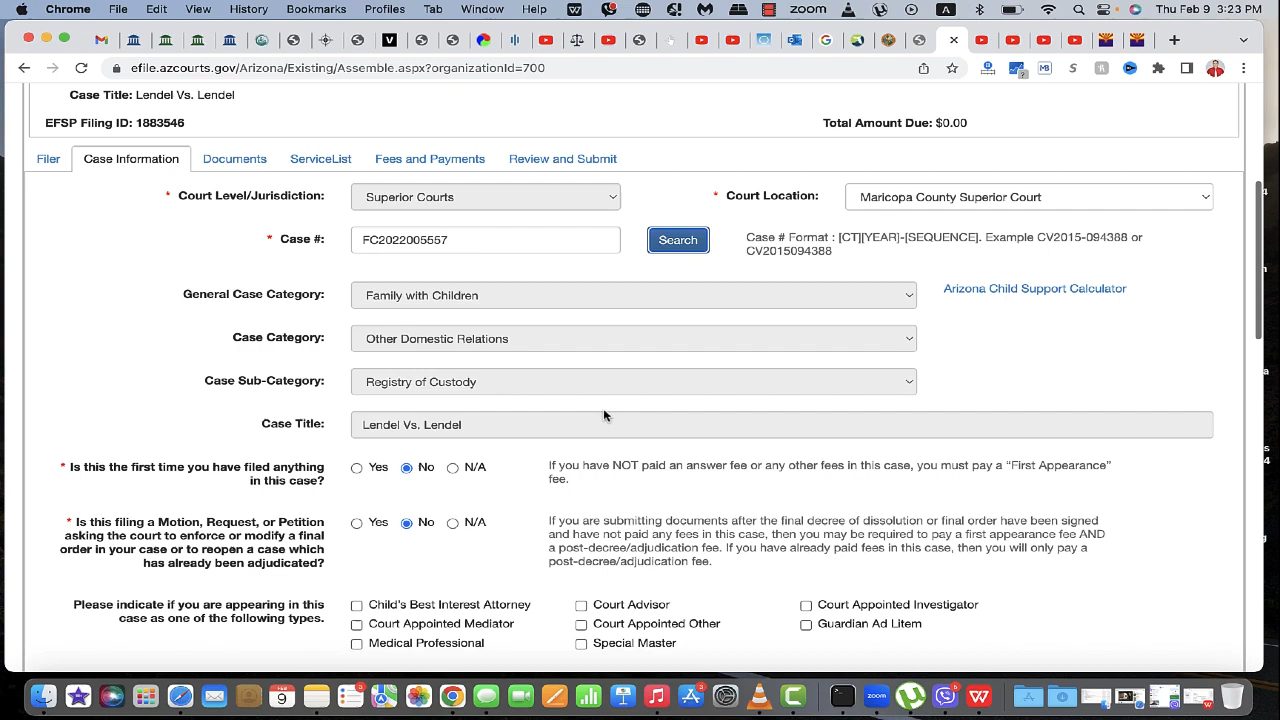 Chrome File Edit View History Bookmarks Profiles Tab Window Help zoom Thu Feb 9 3:23 PM
efile.azcourts.gov/Arizona/Existing/Assemble.aspx?organizationId=700
Case Title: Lendel Vs. Lendel
EFSP Filing ID: 1883546 Total Amount Due: $0.00
Filer Case Information Documents ServiceList Fees and Payments Review and Submit
* Court Level/Jurisdiction: Superior Courts * Court Location: Maricopa County Superior Court
* Case #: FC2022005557 Search Case # Format : [CT][YEAR]-[SEQUENCE]. Example CV2015-094388 or
CV2015094388
General Case Category: Family with Children Arizona Child Support Calculator
Case Category: Other Domestic Relations
Case Sub-Category: Registry of Custody
Case Title: Lendel Vs. Lendel
* Is this the first time you have filed anything Yes No N/A If you have NOT paid an answer fee or any other fees in this case, you must pay a “First Appearance”
in this case? fee.
* Is this filing a Motion, Request, or Petition Yes No N/A If you are submitting documents after the final decree of dissolution or final order have been signed
asking the court to enforce or modify a final and have not paid any fees in this case, then you may be required to pay a first appearance fee AND
order in your case or to reopen a case which a post-decree/adjudication fee. If you have already paid fees in this case, then you will only pay a
has already been adjudicated? post-decree/adjudication fee.
Please indicate if you are appearing in this Child's Best Interest Attorney Court Advisor Court Appointed Investigator
case as one of the following types. Court Appointed Mediator Court Appointed Other Guardian Ad Litem
Medical Professional Special Master